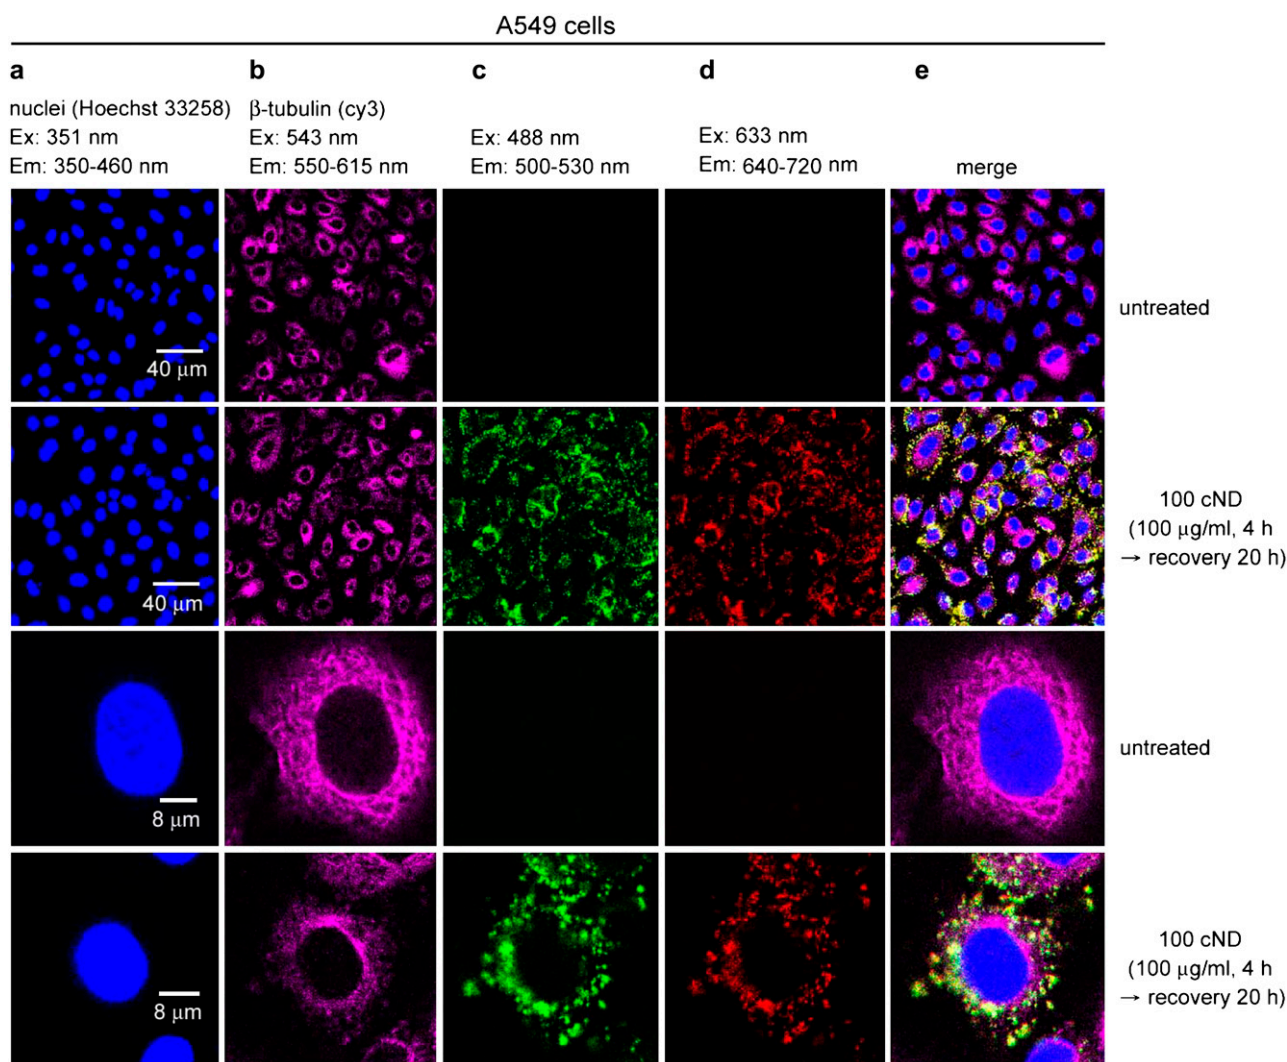 A549 cells
a
b
c
d
e
nuclei (Hoechst 33258)
Ex: 351 nm
Em: 350-460 nm
β-tubulin (cy3)
Ex: 543 nm
Em: 550-615 nm
Ex: 488 nm
Em: 500-530 nm
Ex: 633 nm
Em: 640-720 nm
merge
40 μm
untreated
40 μm
100 cND
(100 μg/ml, 4 h
→ recovery 20 h)
8 μm
untreated
8 μm
100 cND
(100 μg/ml, 4 h
→ recovery 20 h)